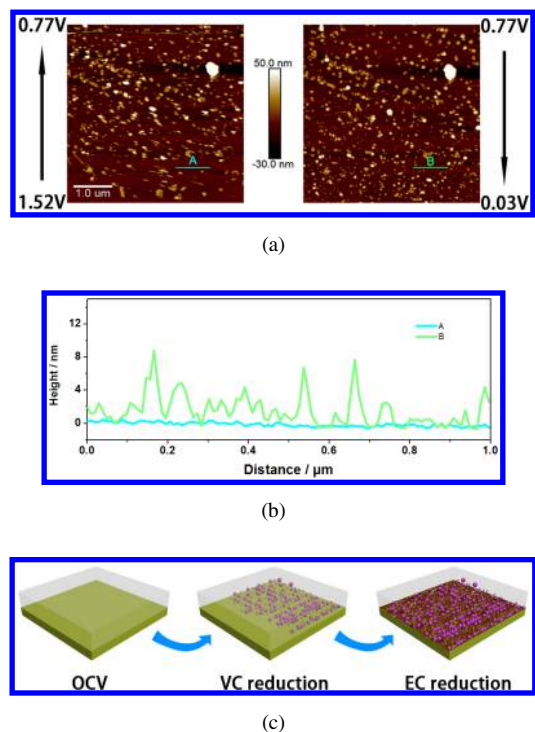 0.77V
50.0 nm
0.77V
A
B
1.0 um
-30.0 nm
1.52V
0.03V
(a)
12
8
4
0
Height / nm
A
B
0.0
0.2
0.4
0.6
0.8
1.0
Distance / μm
(b)
OCV
VC reduction
EC reduction
(c)